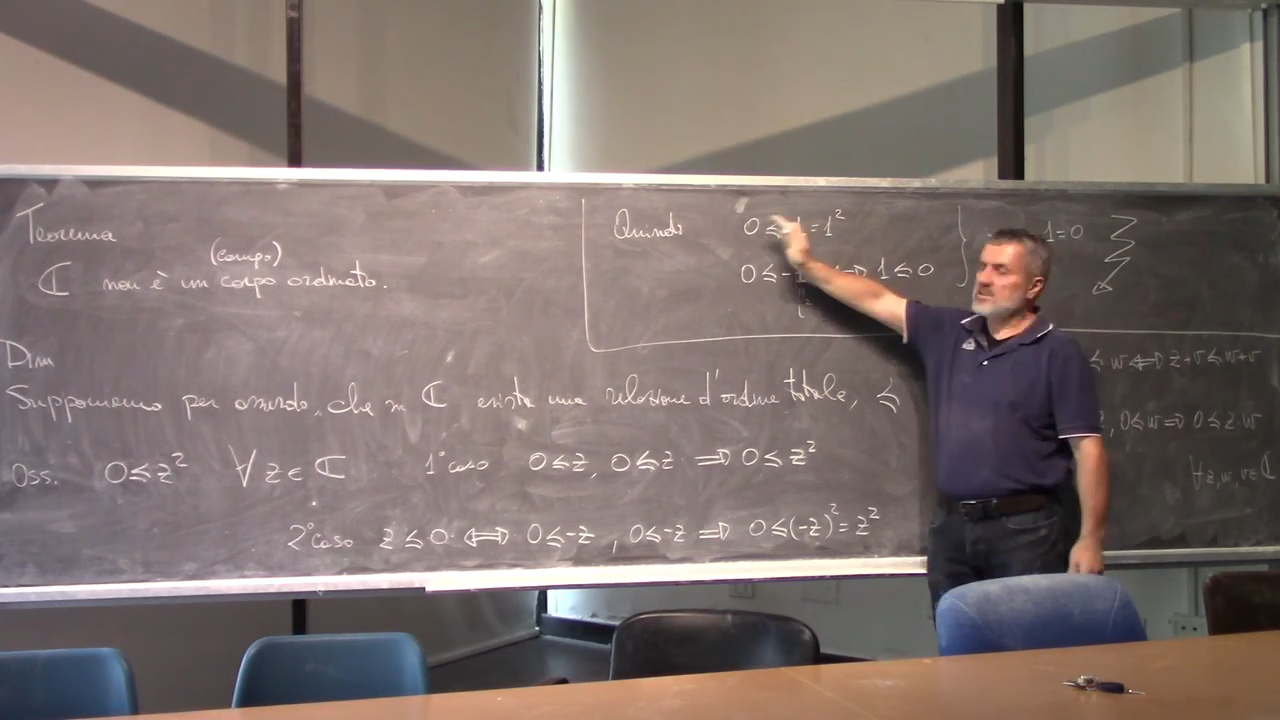 Teorema
(campo)
ℂ non è un corpo ordinato.
Dim
Supponiamo per assurdo, che in ℂ esista una relazione d'ordine totale, ≤
Oss. 0≤z² ∀z∈ℂ 1° caso 0≤z, 0≤z ⇒ 0≤z²
2° caso z≤0 ⇔ 0≤-z, 0≤-z ⇒ 0≤(-z)²=z²
Quindi 0≤1=1²
0≤-1 1≤0
} 1=0
≤w⇔z+v≤w+v
, 0≤w⇒0≤z·w
∀z,w,v∈ℂ